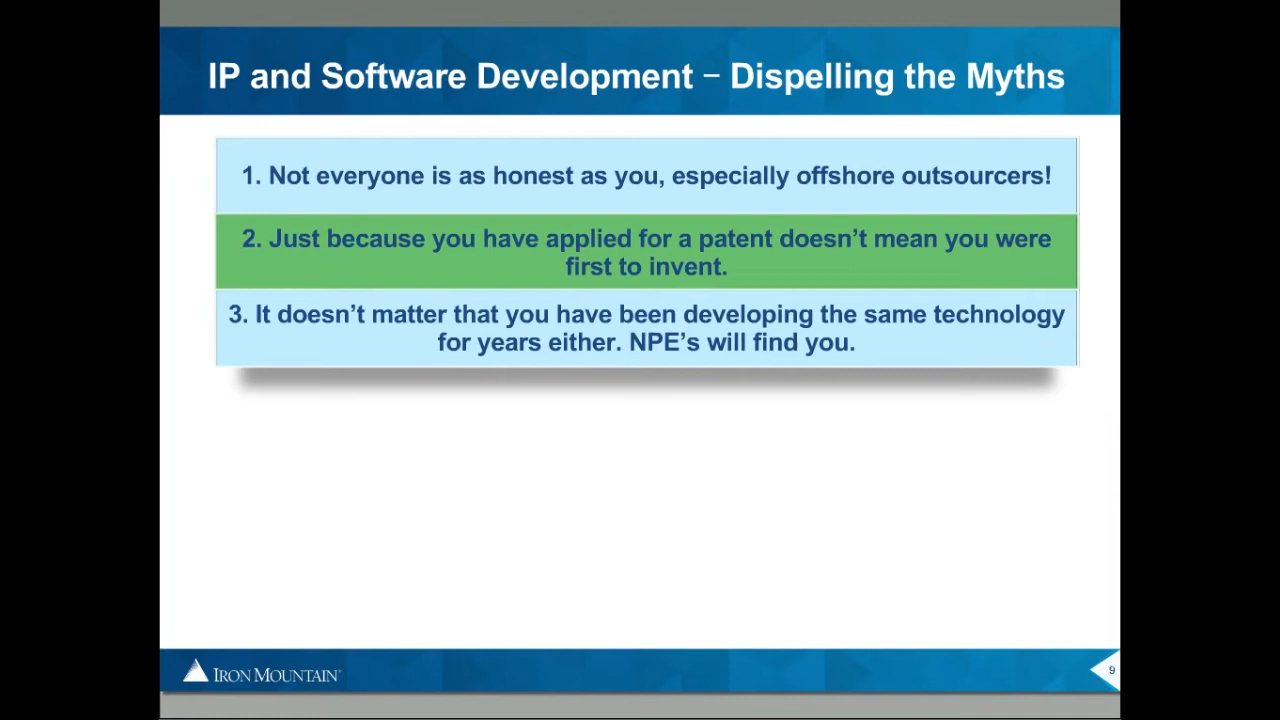 IP and Software Development – Dispelling the Myths
1. Not everyone is as honest as you, especially offshore outsourcers!
2. Just because you have applied for a patent doesn’t mean you were
first to invent.
3. It doesn’t matter that you have been developing the same technology
for years either. NPE’s will find you.
IRON MOUNTAIN®
9